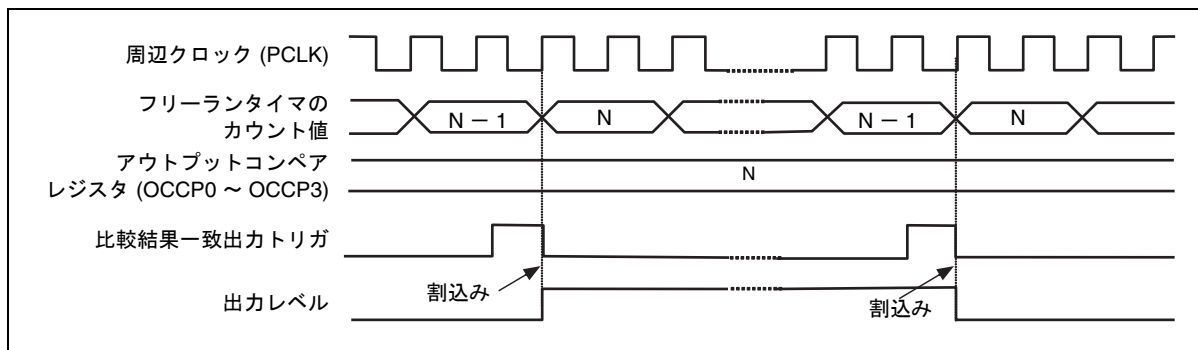 周辺クロック (PCLK)
フリーランタイマの
カウント値
N － 1
N
N － 1
N
アウトプットコンペア
レジスタ (OCCP0 ～ OCCP3)
N
比較結果一致出力トリガ
割込み
割込み
出力レベル